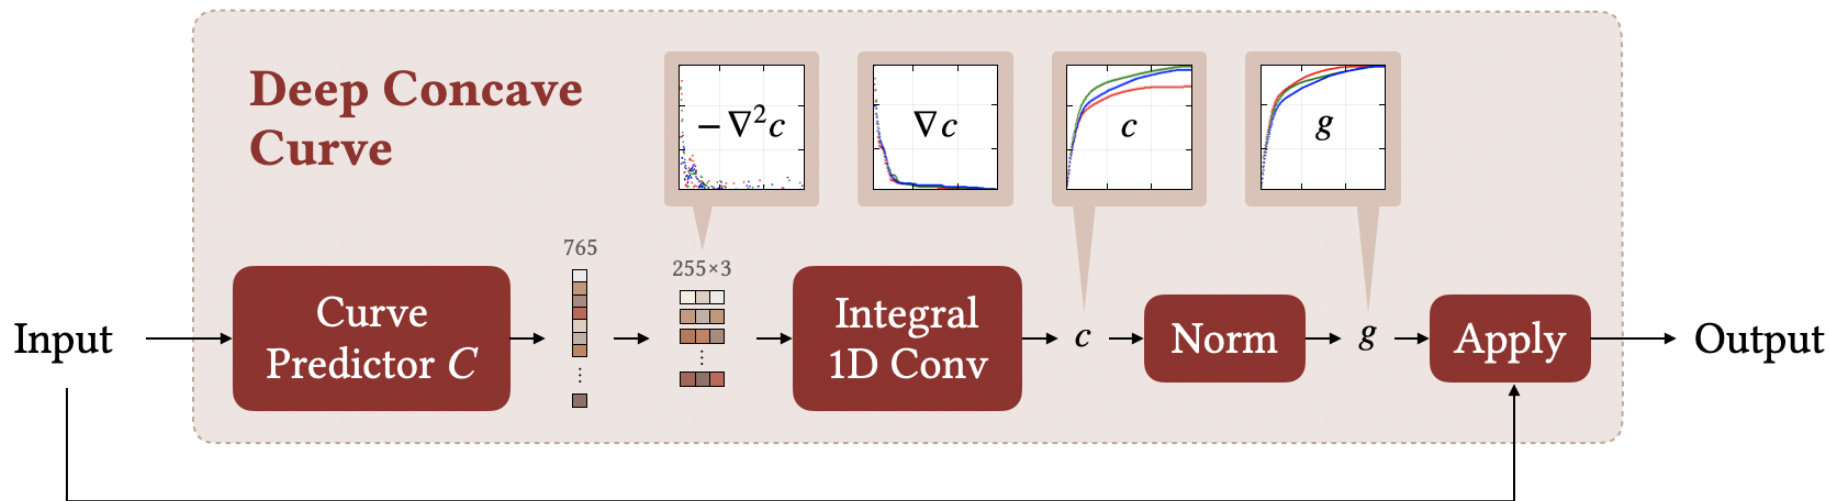 Deep Concave
Curve
− ∇²c
∇c
c
g
765
255×3
Input
Curve
Predictor C
⋮
⋮
Integral
1D Conv
c
Norm
g
Apply
Output